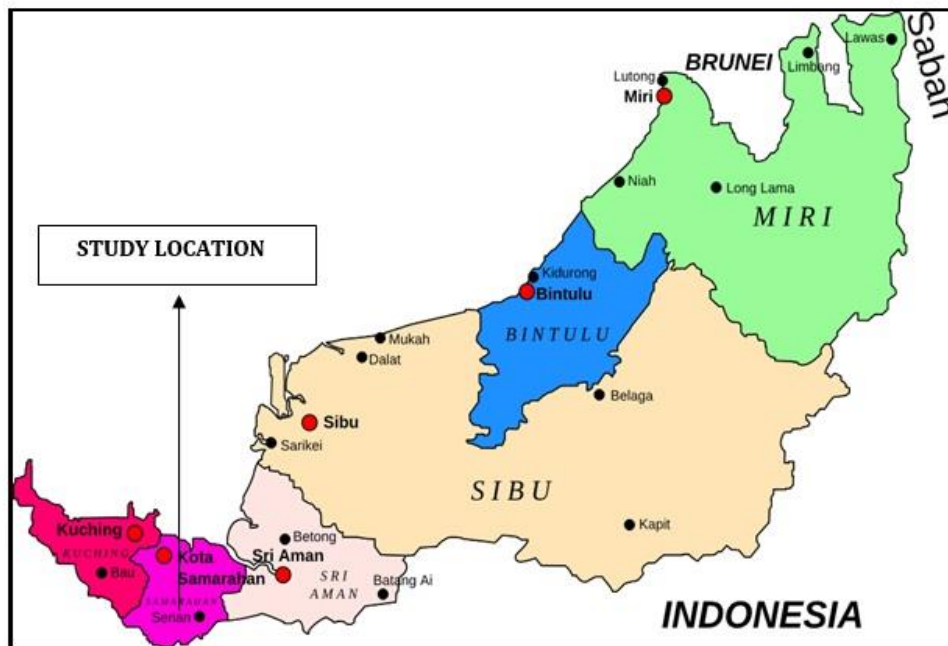 Sabah
Lawas
BRUNEI
Limbang
Lutong
Miri
Niah
Long Lama
MIRI
STUDY LOCATION
Kidurong
Bintulu
BINTULU
Mukah
Dalat
Belaga
Sibu
Sarikei
SIBU
Kapit
Kuching
KUCHING
Bau
Kota
Samarahan
SAMARAHAN
Serian
Betong
Sri Aman
SRI
AMAN
Batang Ai
INDONESIA